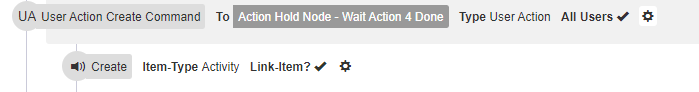 UA User Action Create Command To Action Hold Node - Wait Action 4 Done Type User Action All Users
Create Item-Type Activity Link-Item?